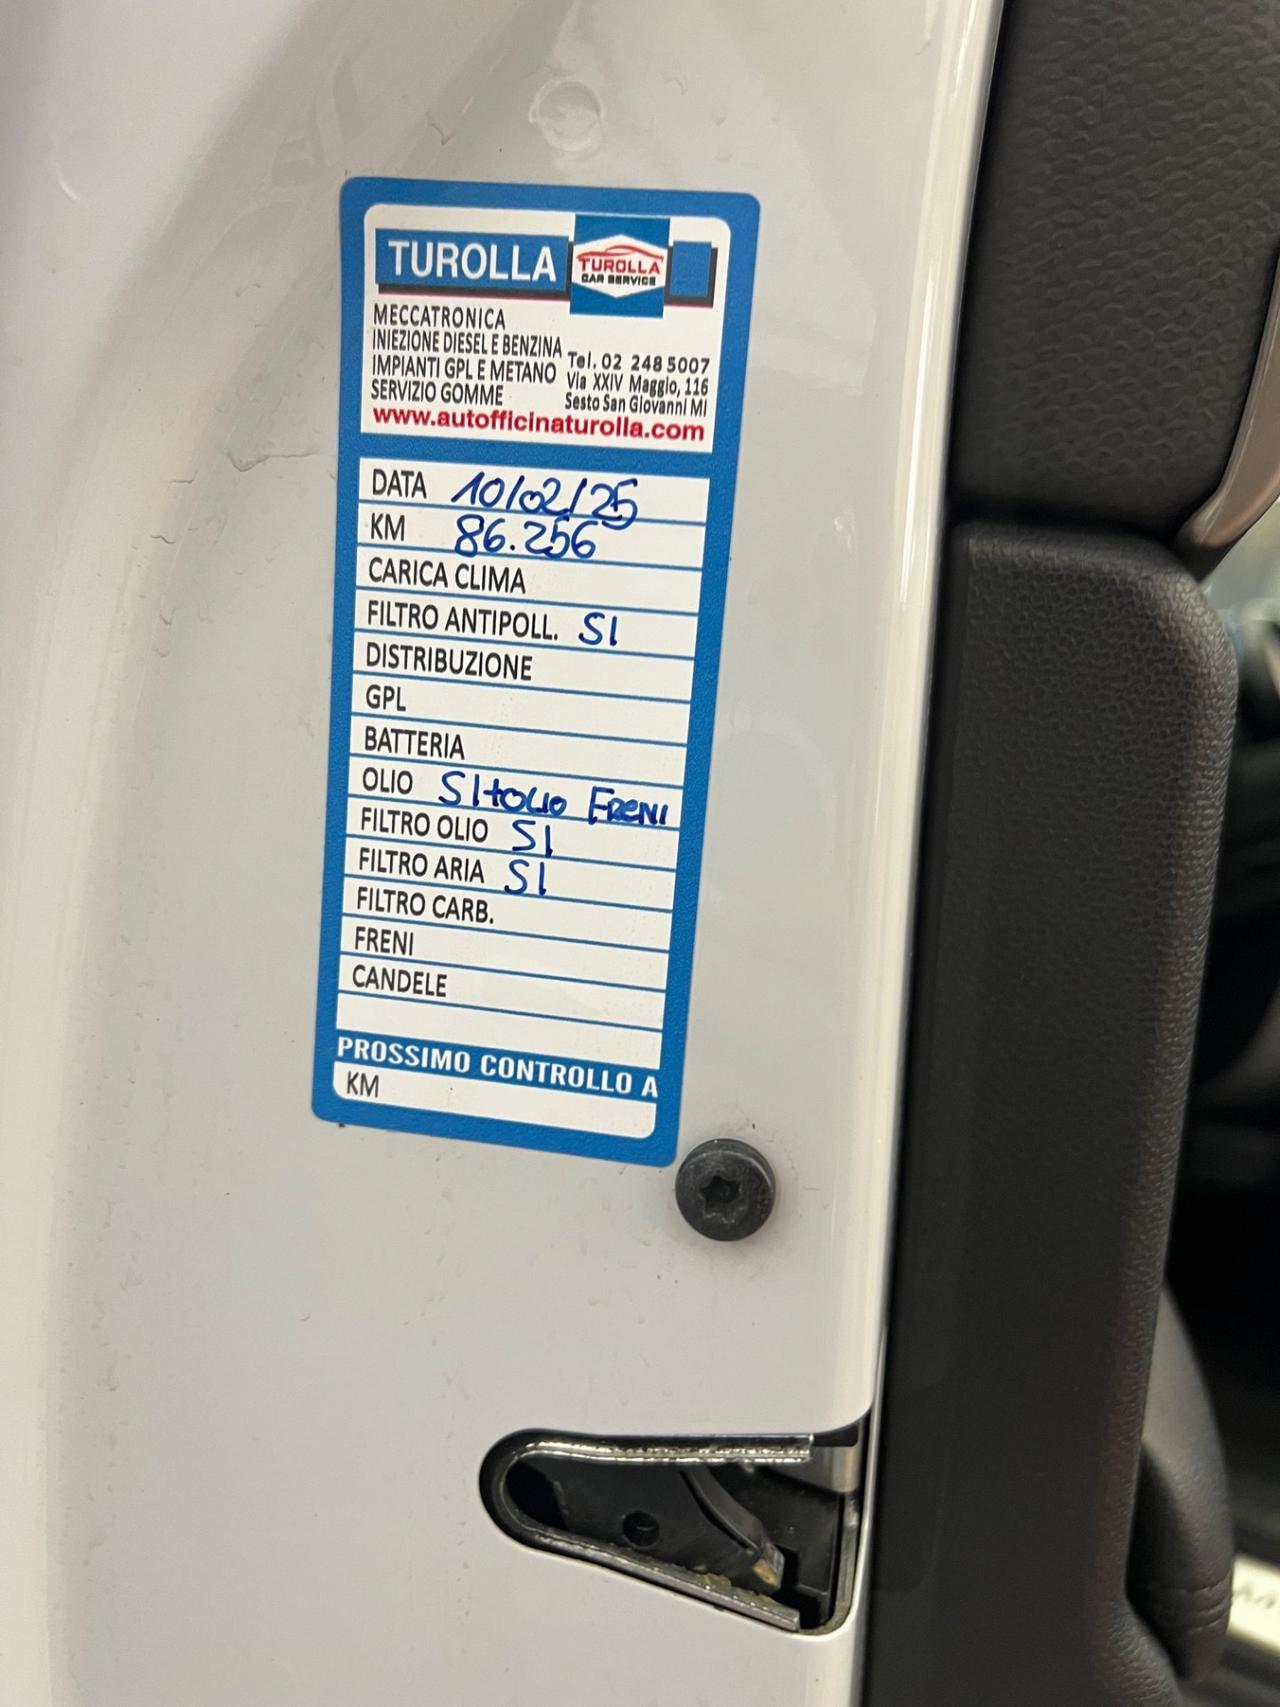 TUROLLA
TUROLLA
CAR SERVICE
MECCATRONICA
INIEZIONE DIESEL E BENZINA
IMPIANTI GPL E METANO
SERVIZIO GOMME
Tel. 02 248 5007
Via XXIV Maggio, 116
Sesto San Giovanni MI
www.autofficinaturolla.com
DATA 10/02/25
KM 86.256
CARICA CLIMA
FILTRO ANTIPOLL. SI
DISTRIBUZIONE
GPL
BATTERIA
OLIO SI+OLIO FRENI
FILTRO OLIO SI
FILTRO ARIA SI
FILTRO CARB.
FRENI
CANDELE
PROSSIMO CONTROLLO A
KM